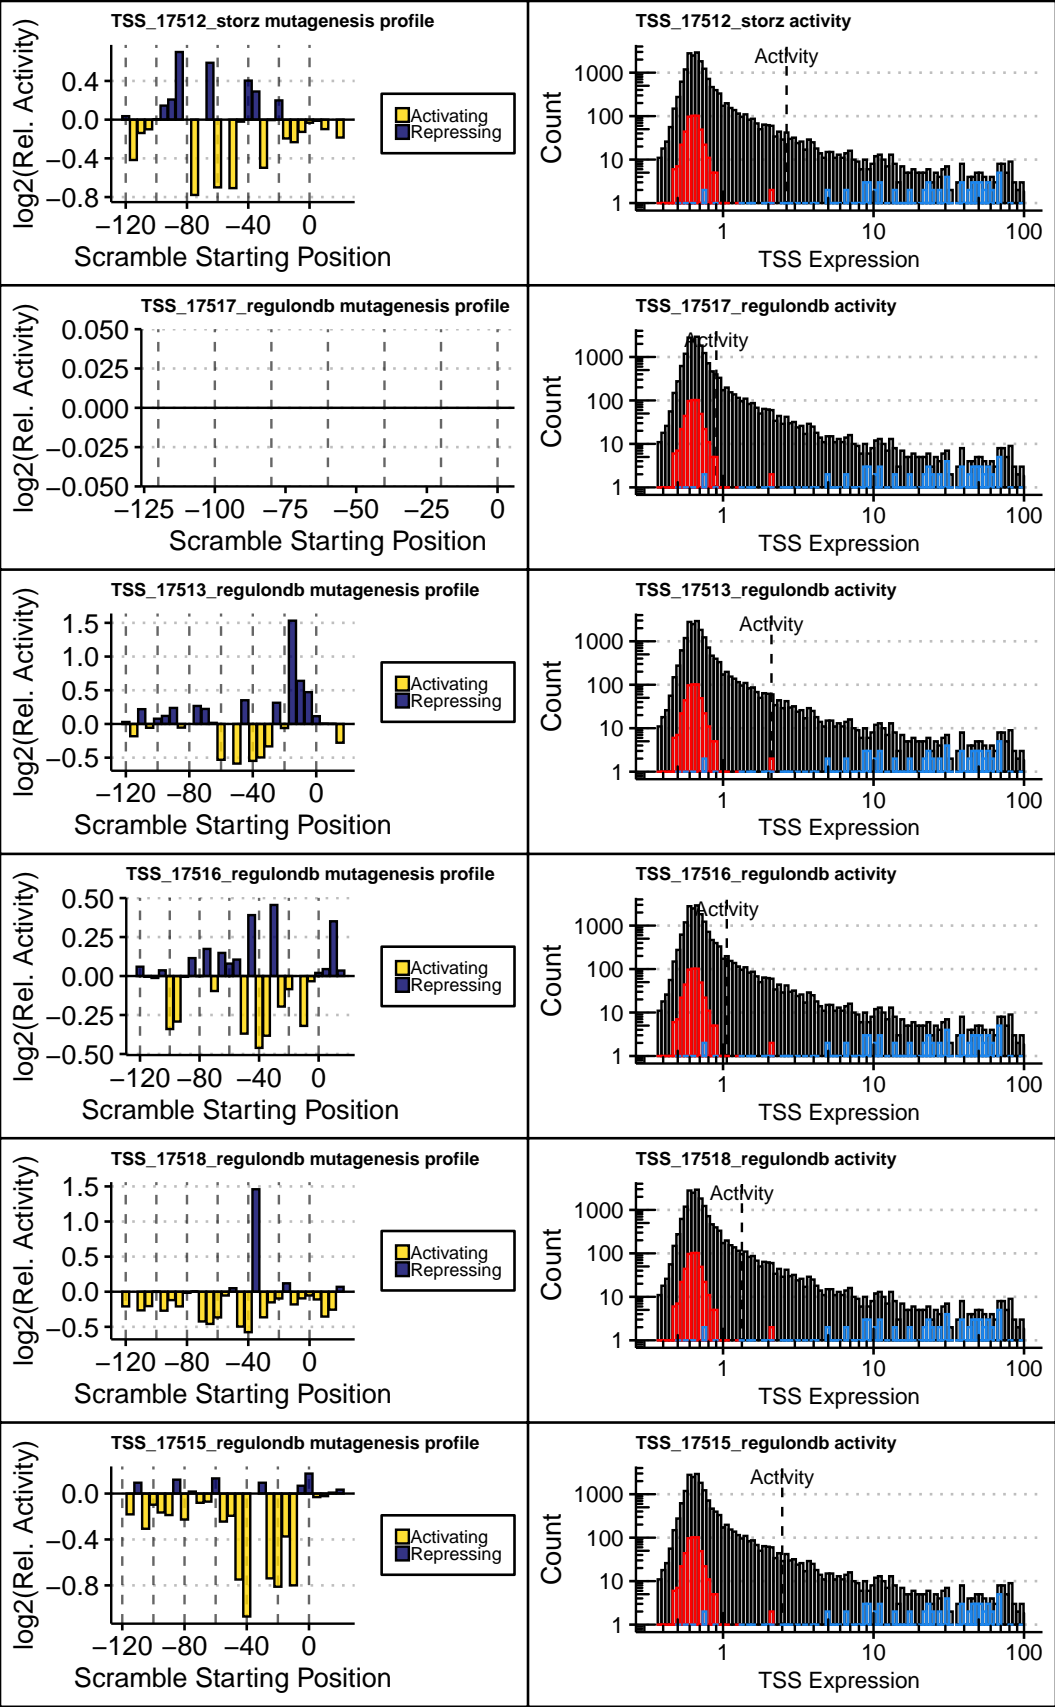 TSS_17512_storz mutagenesis profile
log2(Rel. Activity)
0.4
0.0
−0.4
−0.8
−120 −80 −40 0
Scramble Starting Position
Activating
Repressing
TSS_17512_storz activity
Activity
Count
1000
100
10
1
1 10 100
TSS Expression
TSS_17517_regulondb mutagenesis profile
log2(Rel. Activity)
0.050
0.025
0.000
−0.025
−0.050
−125 −100 −75 −50 −25 0
Scramble Starting Position
TSS_17517_regulondb activity
Activity
Count
1000
100
10
1
1 10 100
TSS Expression
TSS_17513_regulondb mutagenesis profile
log2(Rel. Activity)
1.5
1.0
0.5
0.0
−0.5
−120 −80 −40 0
Scramble Starting Position
Activating
Repressing
TSS_17513_regulondb activity
Activity
Count
1000
100
10
1
1 10 100
TSS Expression
TSS_17516_regulondb mutagenesis profile
log2(Rel. Activity)
0.50
0.25
0.00
−0.25
−0.50
−120 −80 −40 0
Scramble Starting Position
Activating
Repressing
TSS_17516_regulondb activity
Activity
Count
1000
100
10
1
1 10 100
TSS Expression
TSS_17518_regulondb mutagenesis profile
log2(Rel. Activity)
1.5
1.0
0.5
0.0
−0.5
−120 −80 −40 0
Scramble Starting Position
Activating
Repressing
TSS_17518_regulondb activity
Activity
Count
1000
100
10
1
1 10 100
TSS Expression
TSS_17515_regulondb mutagenesis profile
log2(Rel. Activity)
0.0
−0.4
−0.8
−120 −80 −40 0
Scramble Starting Position
Activating
Repressing
TSS_17515_regulondb activity
Activity
Count
1000
100
10
1
1 10 100
TSS Expression